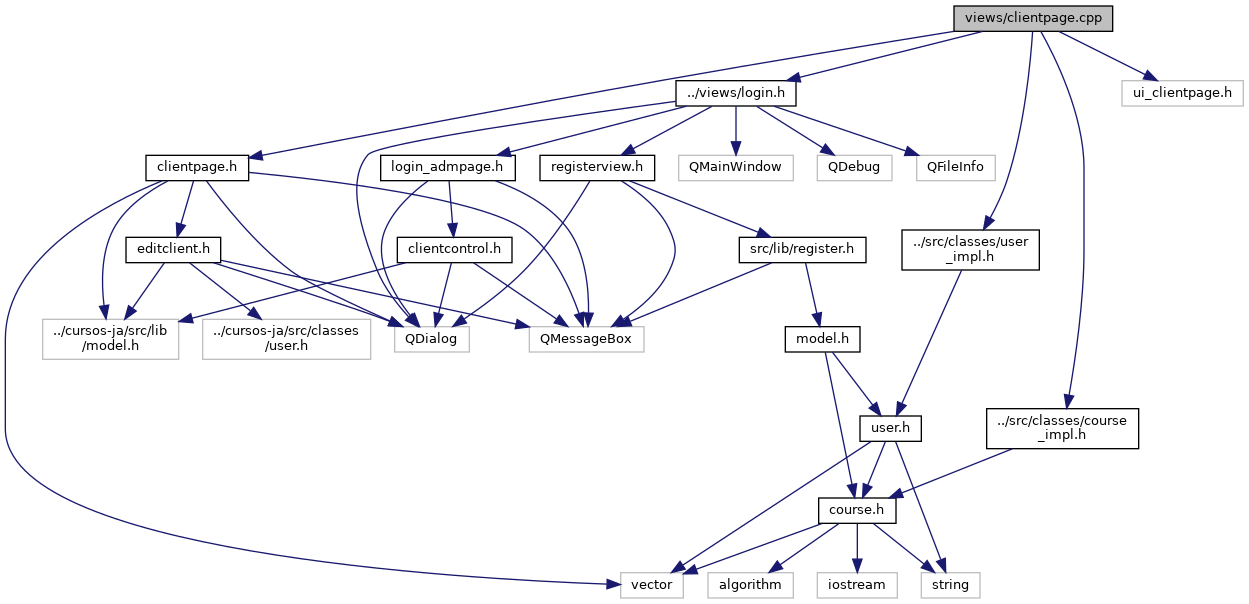 views/clientpage.cpp
../views/login.h
ui_clientpage.h
clientpage.h
login_admpage.h
registerview.h
QMainWindow
QDebug
QFileInfo
editclient.h
clientcontrol.h
src/lib/register.h
../src/classes/user
_impl.h
../cursos-ja/src/lib
/model.h
../cursos-ja/src/classes
/user.h
QDialog
QMessageBox
model.h
user.h
../src/classes/course
_impl.h
course.h
vector
algorithm
iostream
string